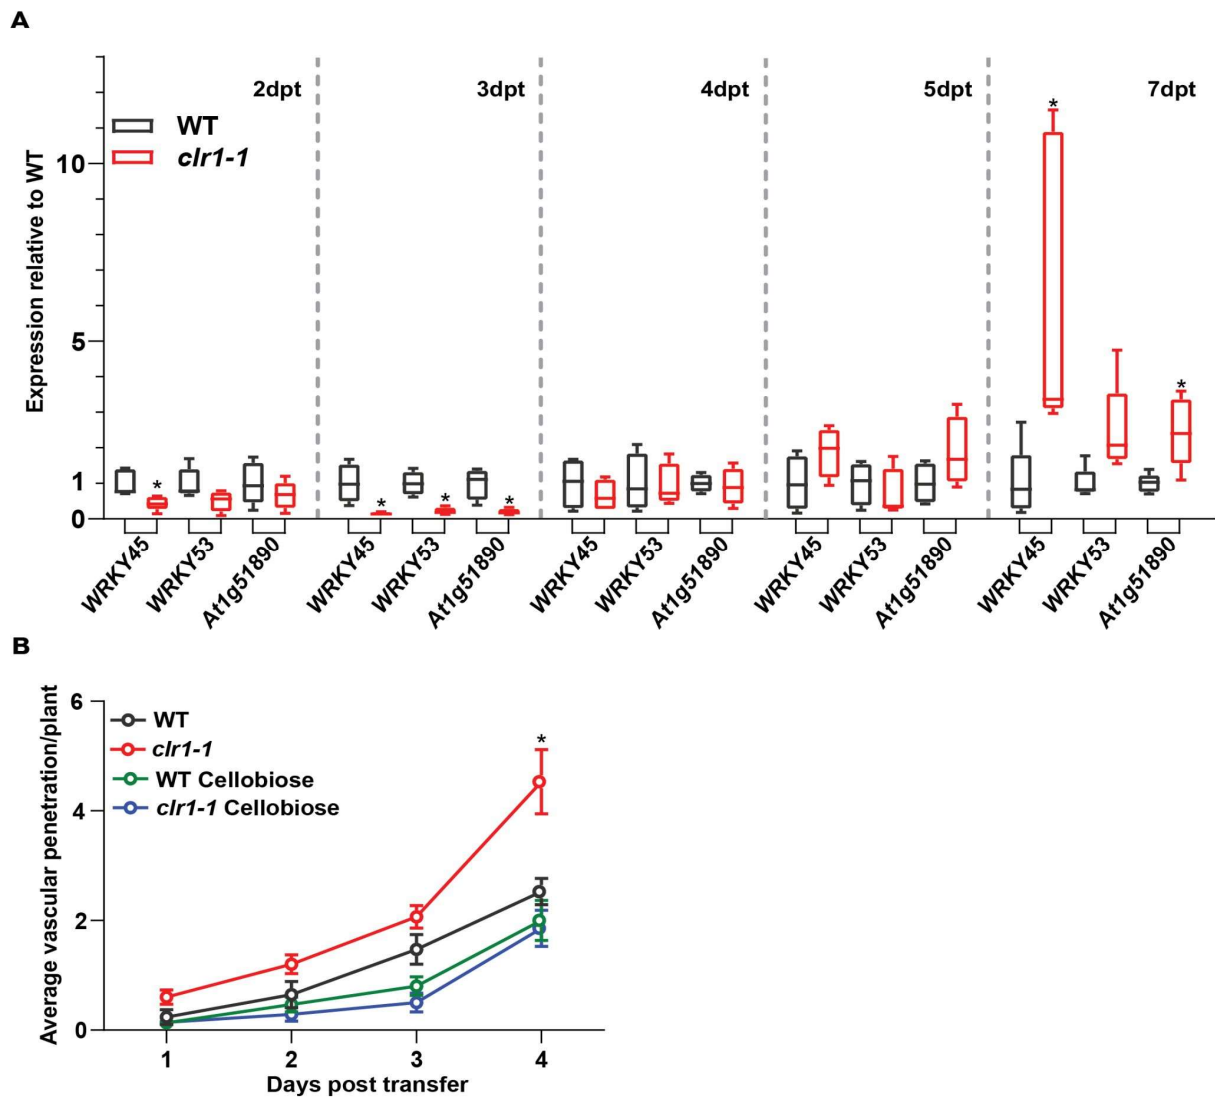 A
2dpt 3dpt 4dpt 5dpt 7dpt
WT
clr1-1
Expression relative to WT
10
5
1
0
* * * * * *
WRKY45 WRKY53 At1g51890 WRKY45 WRKY53 At1g51890 WRKY45 WRKY53 At1g51890 WRKY45 WRKY53 At1g51890 WRKY45 WRKY53 At1g51890
B
Average vascular penetration/plant
6
4
2
0
WT
clr1-1
WT Cellobiose
clr1-1 Cellobiose
*
1 2 3 4
Days post transfer